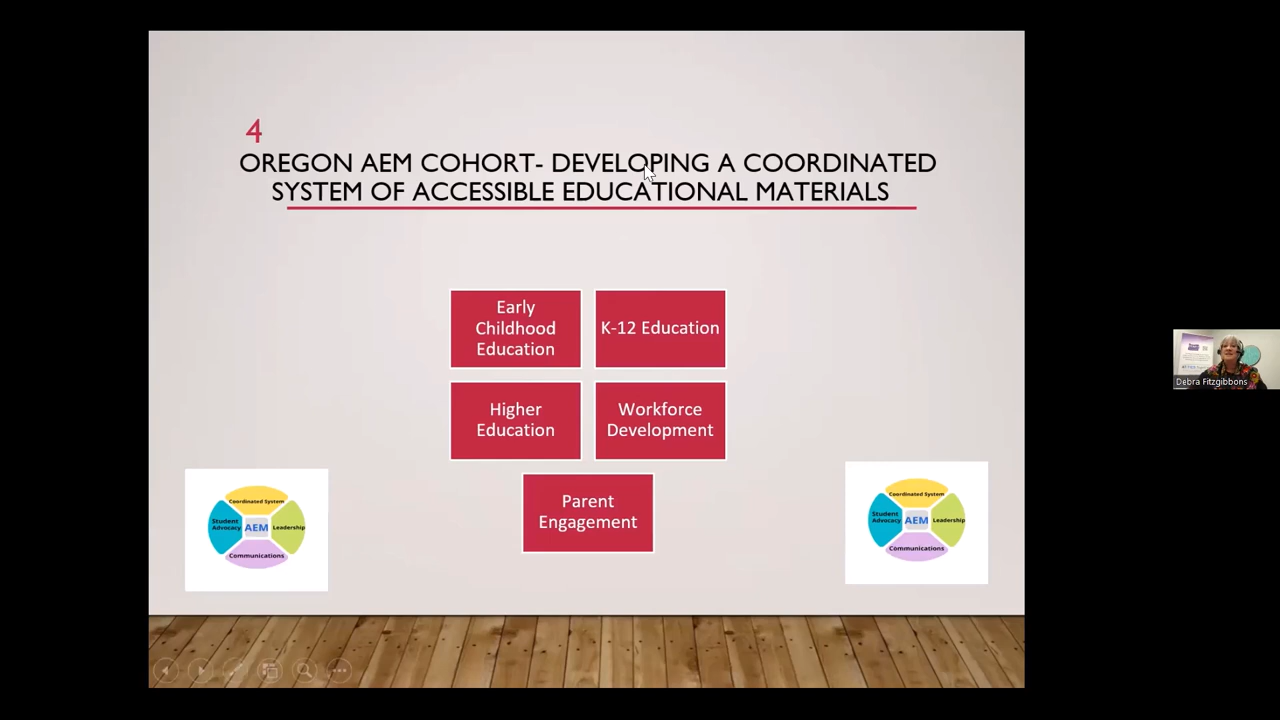 4
OREGON AEM COHORT- DEVELOPING A COORDINATED
SYSTEM OF ACCESSIBLE EDUCATIONAL MATERIALS
Early
Childhood
Education
K-12 Education
Higher
Education
Workforce
Development
Parent
Engagement
Coordinated System
Student
Advocacy
AEM
Leadership
Communications
Coordinated System
Student
Advocacy
AEM
Leadership
Communications
Debra Fitzgibbons